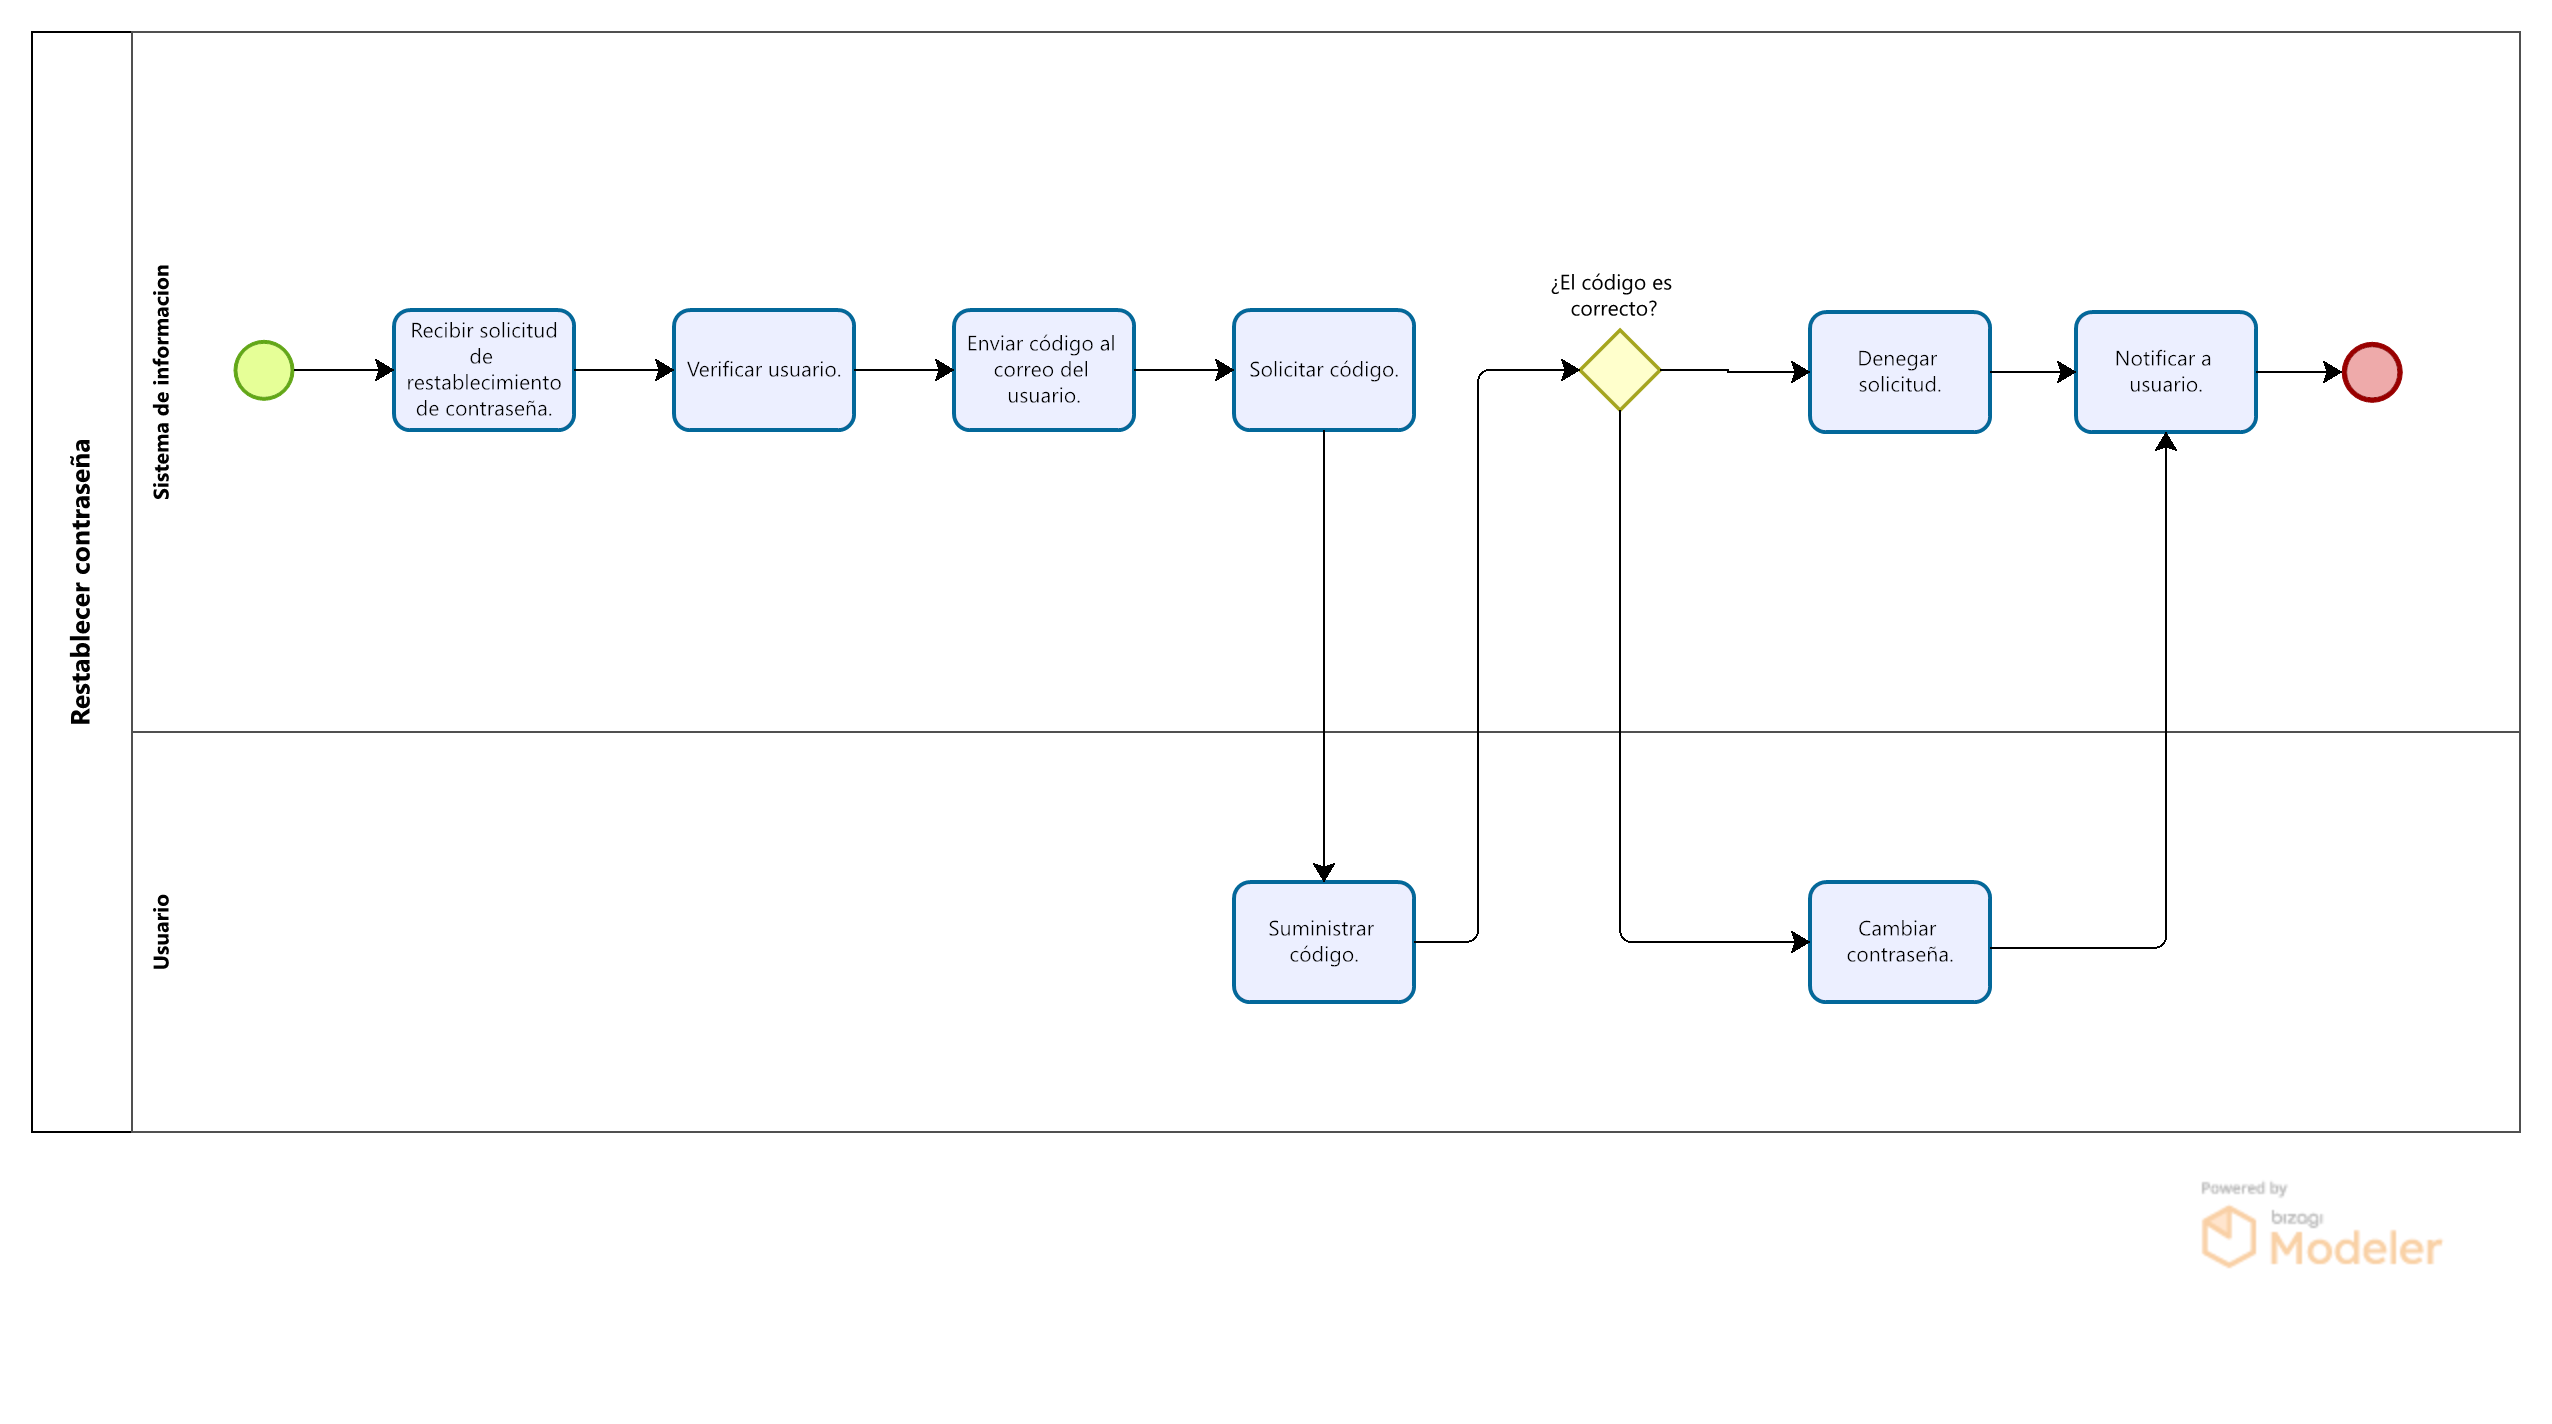 Restablecer contraseña
Sistema de informacion
Recibir solicitud
de
restablecimiento
de contraseña.
Verificar usuario.
Enviar código al
correo del
usuario.
Solicitar código.
¿El código es
correcto?
Denegar
solicitud.
Notificar a
usuario.
Usuario
Suministrar
código.
Cambiar
contraseña.
Powered by
bizagi
Modeler